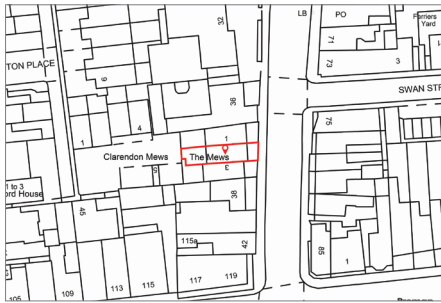 LB
PO
Farriers
Yard
32
71
TON PLACE
73
3
9
SWAN STR
36
75
4
1
1
Clarendon Mews
The Mews
5
3
1 to 3
ord House
45
38
115a
42
85
1
105
109
113
115
117
119